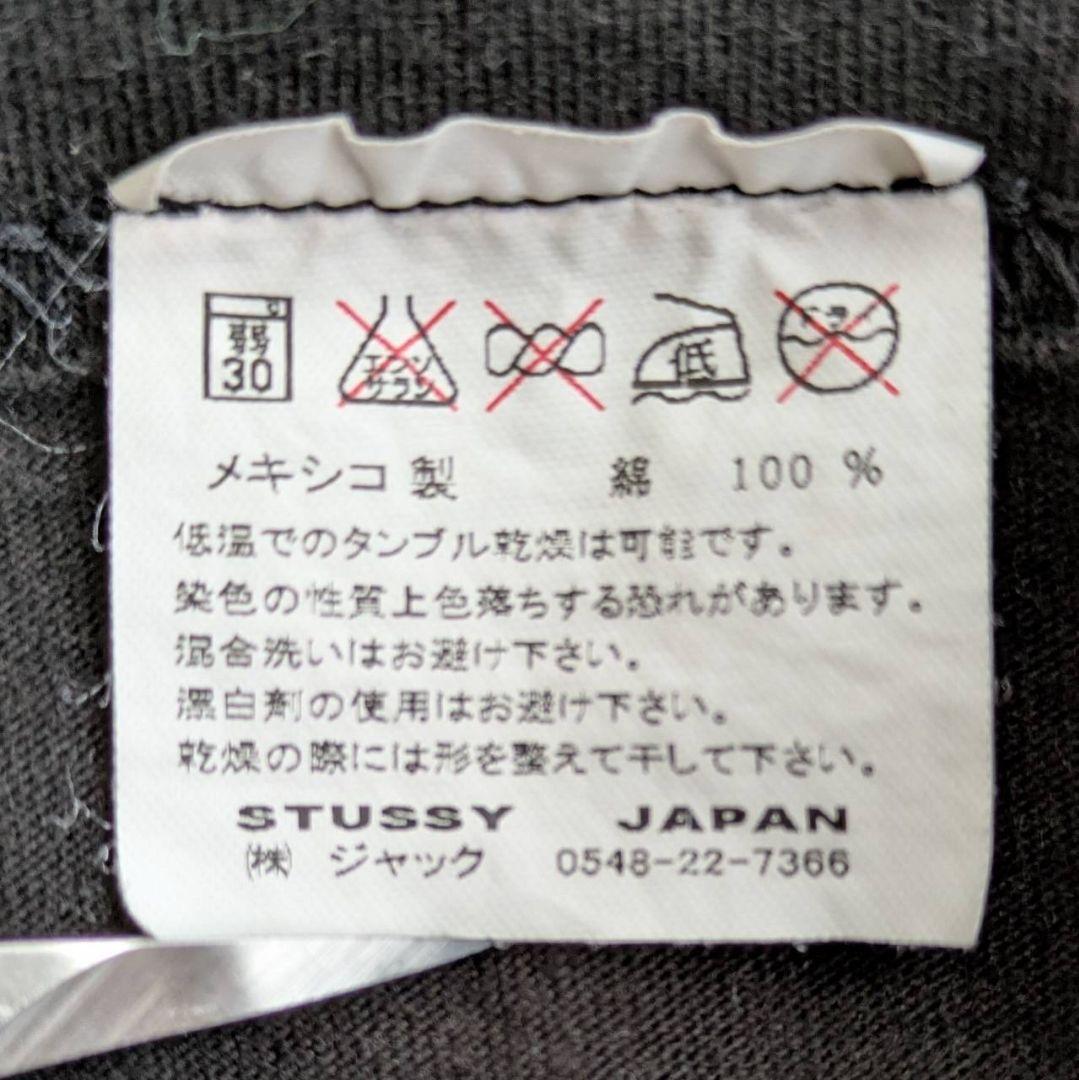 弱 30 エンソ サラシ 低 ドライ
メキシコ製 綿 100 %
低温でのタンブル乾燥は可能です。
染色の性質上色落ちする恐れがあります。
混合洗いはお避け下さい。
漂白剤の使用はお避け下さい。
乾燥の際には形を整えて干して下さい。
STUSSY JAPAN
(株) ジャック 0548-22-7366